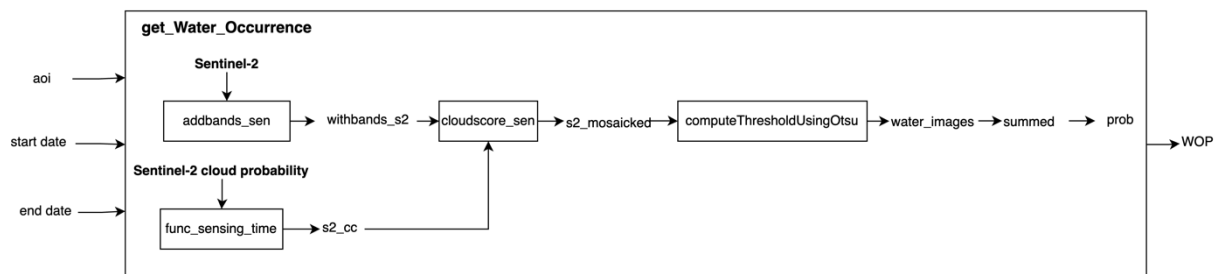 get_Water_Occurrence
Sentinel-2
aoi
addbands_sen
withbands_s2
cloudscore_sen
s2_mosaicked
computeThresholdUsingOtsu
water_images
summed
prob
start date
WOP
Sentinel-2 cloud probability
end date
func_sensing_time
s2_cc